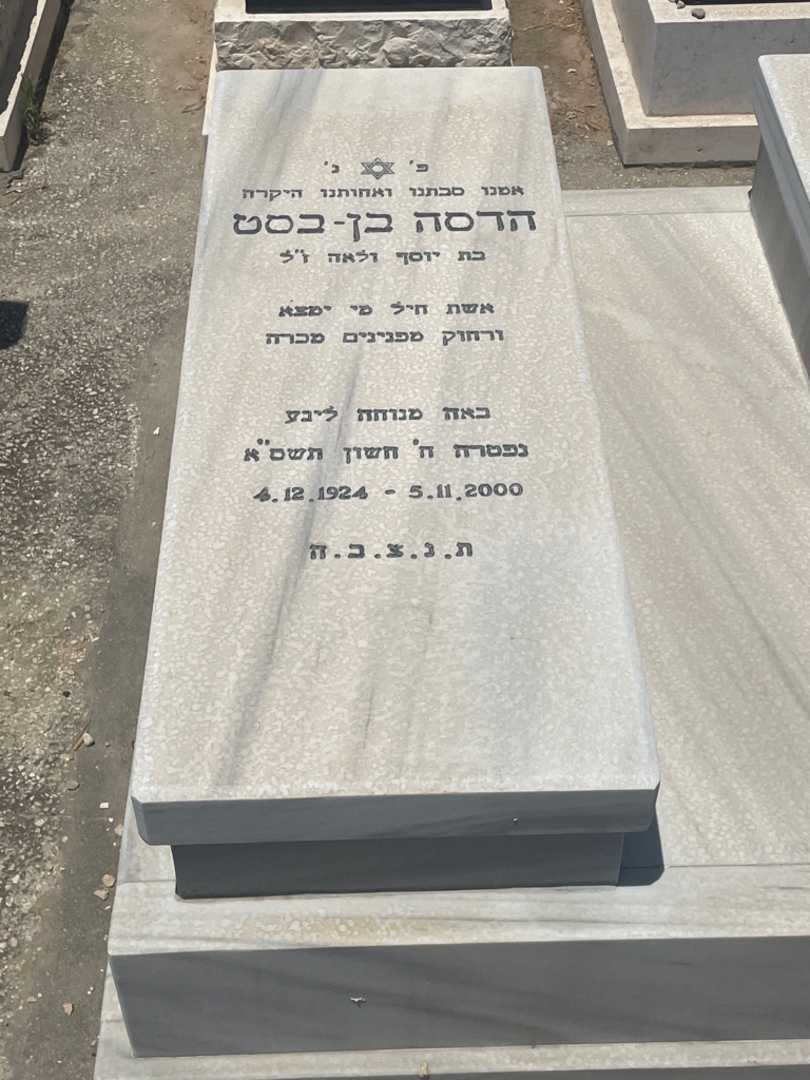 פ' ✡ נ'
אמנו סבתנו ואחותנו היקרה
הדסה בן-בסט
בת יוסף ולאה ז"ל
אשת חיל מי ימצא
ורחוק מפנינים מכרה
באה מנוחה ליגע
נפטרה ח' חשון תשס"א
4.12.1924 - 5.11.2000
ת.נ.צ.ב.ה